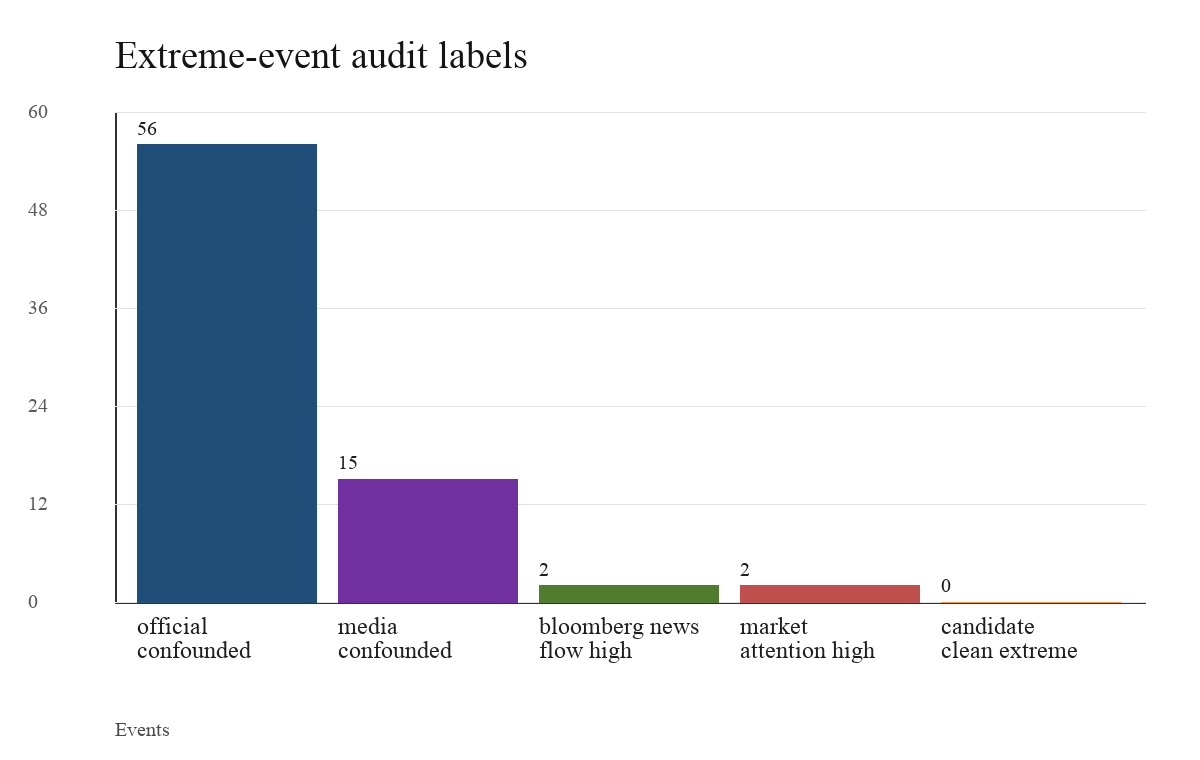 Extreme-event audit labels
60
48
36
24
12
0
56
15
2
2
0
official
confounded
media
confounded
bloomberg news
flow high
market
attention high
candidate
clean extreme
Events